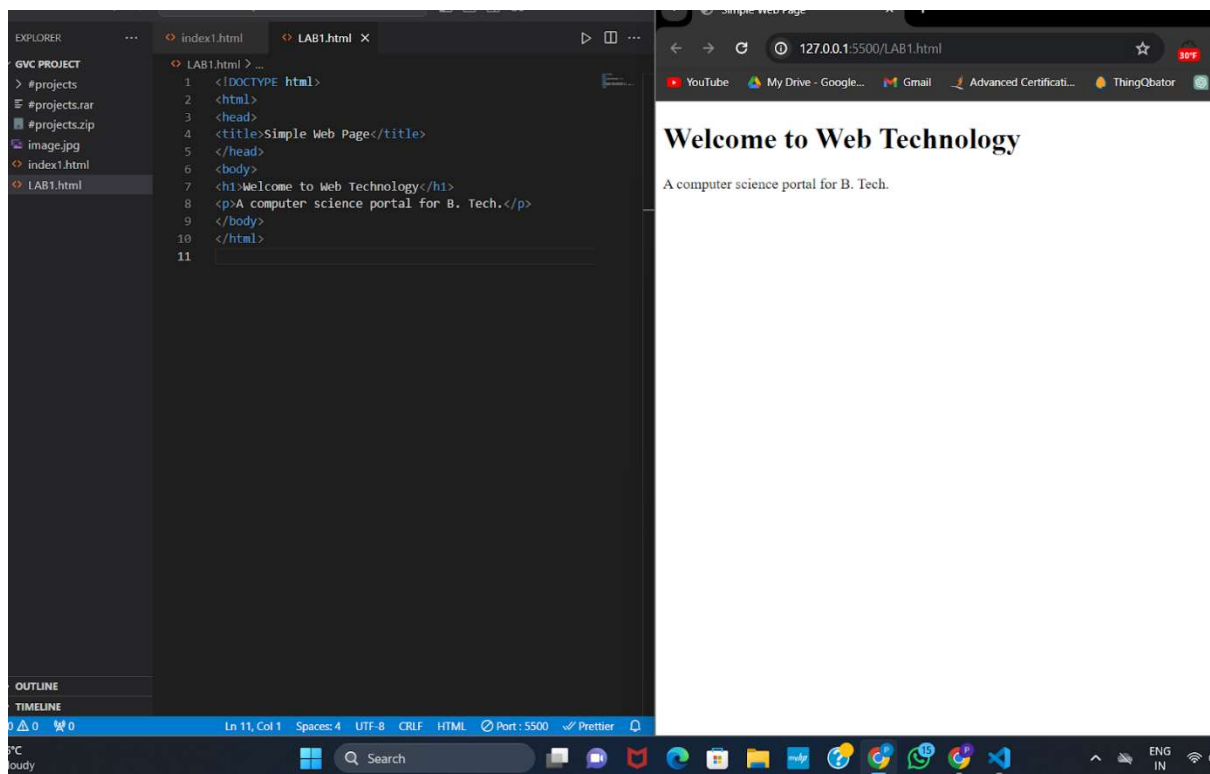 Simple Web Page
EXPLORER
index1.html
LAB1.html
127.0.0.1:5500/LAB1.html
30°F
GVC PROJECT
LAB1.html > ...
YouTube
My Drive - Google...
Gmail
Advanced Certificati...
ThingQbator
#projects
#projects.rar
#projects.zip
image.jpg
index1.html
LAB1.html
1 <!DOCTYPE html>
2 <html>
3 <head>
4 <title>Simple Web Page</title>
5 </head>
6 <body>
7 <h1>Welcome to Web Technology</h1>
8 <p>A computer science portal for B. Tech.</p>
9 </body>
10 </html>
11
Welcome to Web Technology
A computer science portal for B. Tech.
OUTLINE
TIMELINE
0 0
Ln 11, Col 1 Spaces: 4 UTF-8 CRLF HTML Port : 5500 Prettier
Search
15
ENG
IN